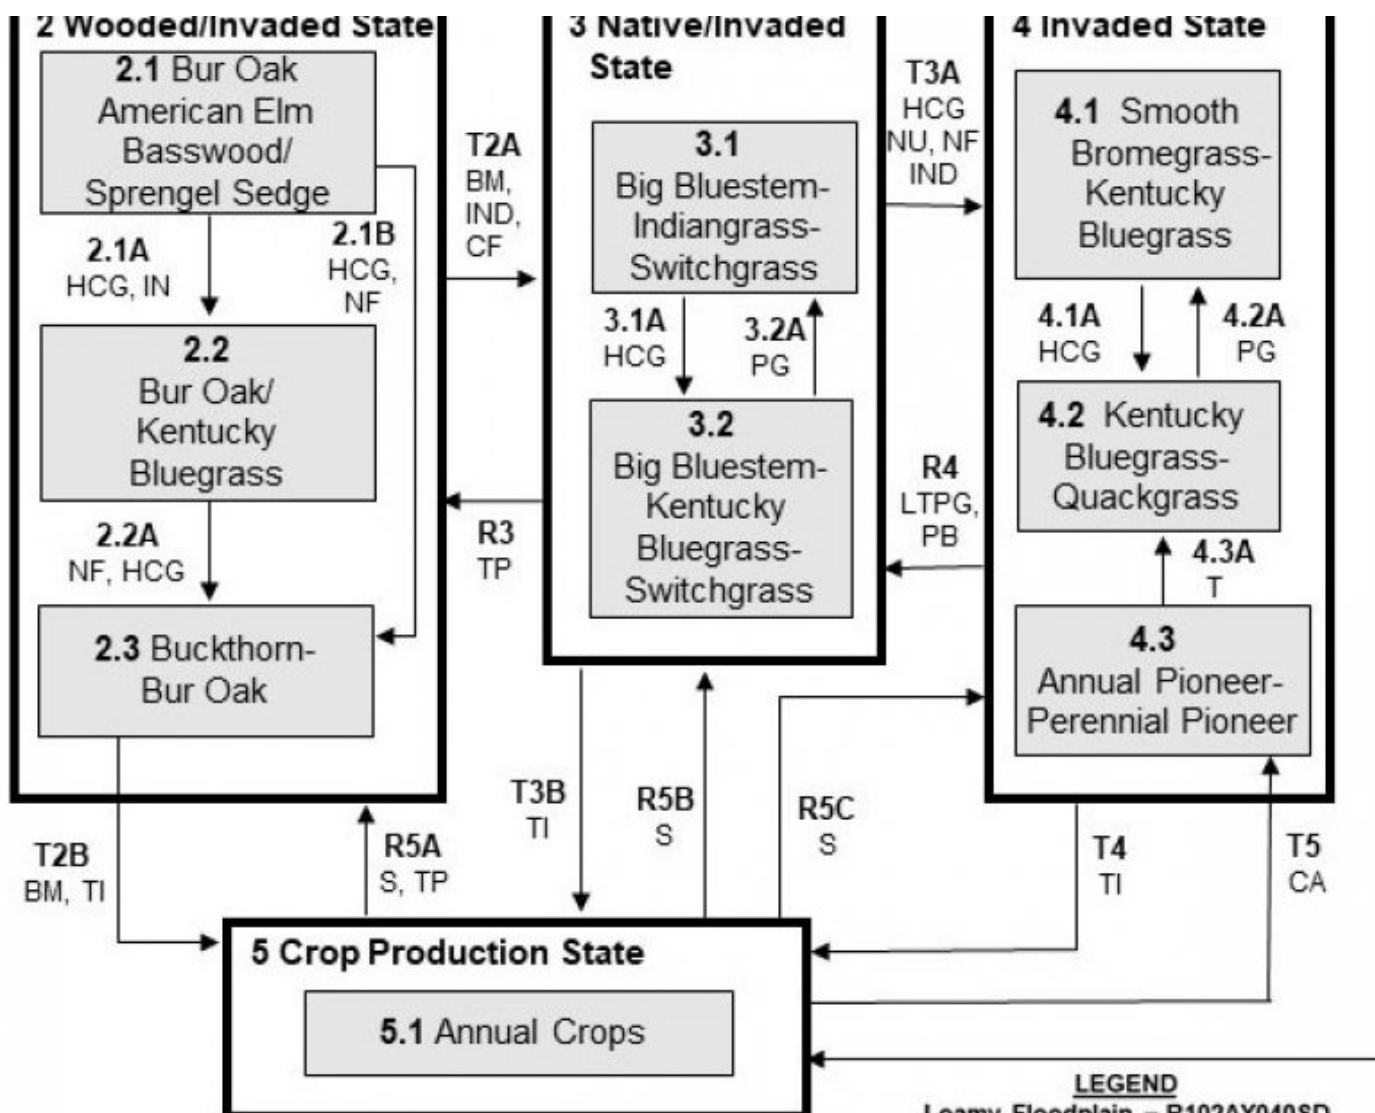 2 Wooded/Invaded State
2.1 Bur Oak
American Elm
Basswood/
Sprengel Sedge
2.1A
HCG, IN
2.1B
HCG,
NF
2.2
Bur Oak/
Kentucky
Bluegrass
2.2A
NF, HCG
2.3 Buckthorn-
Bur Oak
T2A
BM,
IND,
CF
R3
TP
3 Native/Invaded
State
3.1
Big Bluestem-
Indiangrass-
Switchgrass
3.1A
HCG
3.2A
PG
3.2
Big Bluestem-
Kentucky
Bluegrass-
Switchgrass
T3A
HCG
NU, NF
IND
R4
LTPG,
PB
4 Invaded State
4.1 Smooth
Bromegrass-
Kentucky
Bluegrass
4.1A
HCG
4.2A
PG
4.2 Kentucky
Bluegrass-
Quackgrass
4.3A
T
4.3
Annual Pioneer-
Perennial Pioneer
T2B
BM, TI
R5A
S, TP
T3B
TI
R5B
S
R5C
S
T4
TI
T5
CA
5 Crop Production State
5.1 Annual Crops
LEGEND
Loamy Floodplain – R102AY040SD